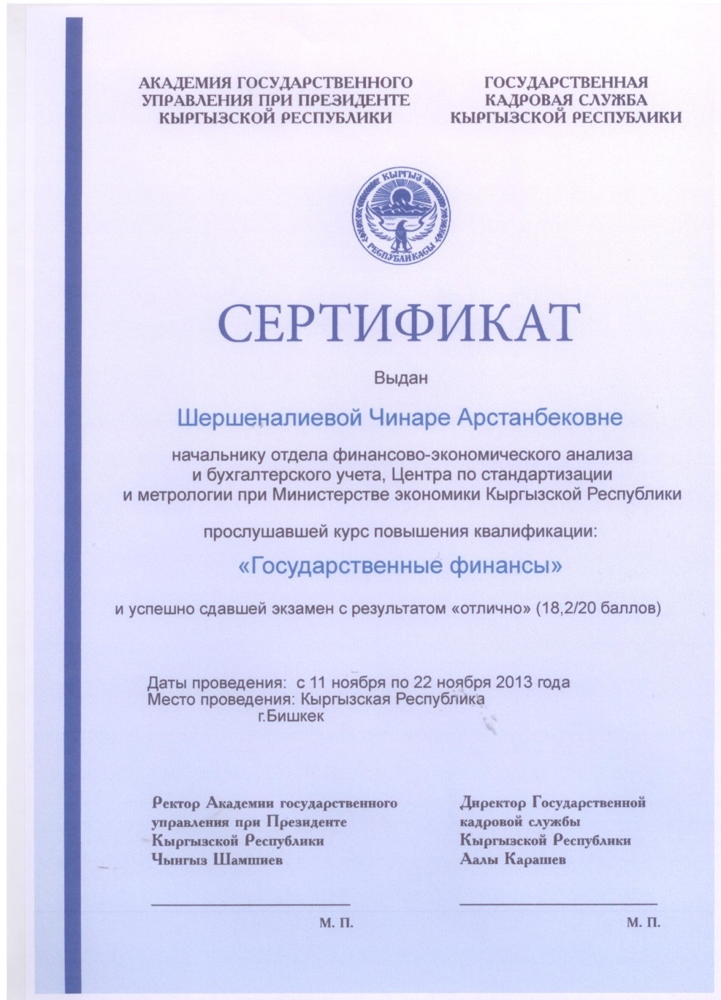 АКАДЕМИЯ ГОСУДАРСТВЕННОГО
УПРАВЛЕНИЯ ПРИ ПРЕЗИДЕНТЕ
КЫРГЫЗСКОЙ РЕСПУБЛИКИ
ГОСУДАРСТВЕННАЯ
КАДРОВАЯ СЛУЖБА
КЫРГЫЗСКОЙ РЕСПУБЛИКИ
КЫРГЫЗ
РЕСПУБЛИКАСЫ
СЕРТИФИКАТ
Выдан
Шершеналиевой Чинаре Арстанбековне
начальнику отдела финансово-экономического анализа
и бухгалтерского учета, Центра по стандартизации
и метрологии при Министерстве экономики Кыргызской Республики
прослушавшей курс повышения квалификации:
«Государственные финансы»
и успешно сдавшей экзамен с результатом «отлично» (18,2/20 баллов)
Даты проведения: с 11 ноября по 22 ноября 2013 года
Место проведения: Кыргызская Республика
г.Бишкек
Ректор Академии государственного
управления при Президенте
Кыргызской Республики
Чынгыз Шамшиев
М. П.
Директор Государственной
кадровой службы
Кыргызской Республики
Аалы Карашев
М. П.